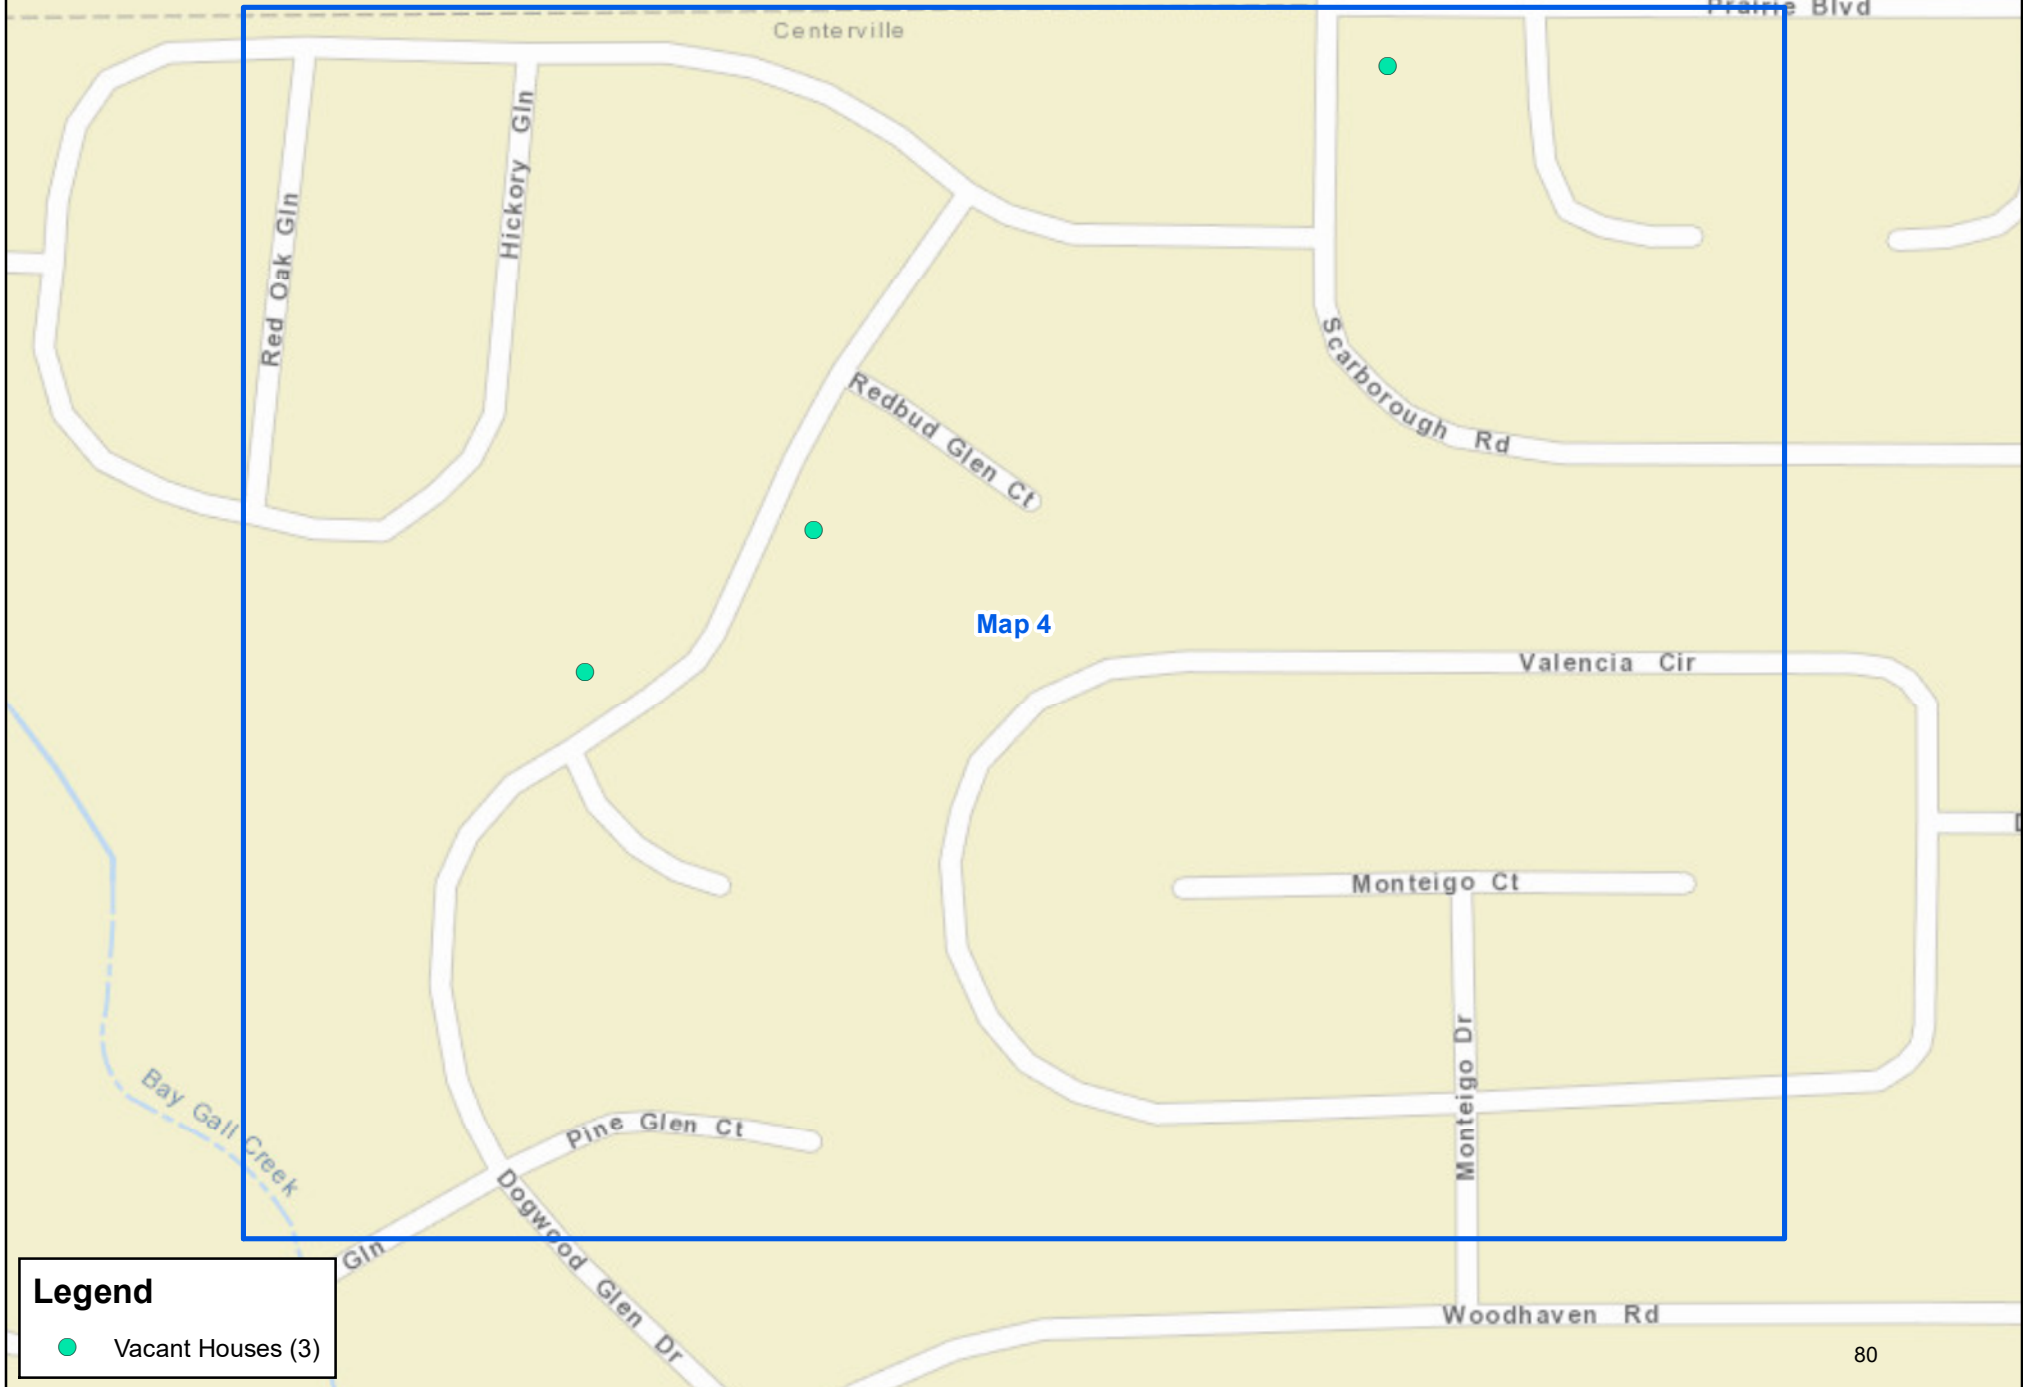 Prairie Blvd
Centerville
Hickory Gln
Red Oak Gln
Scarborough Rd
Redbud Glen Ct
Map 4
Valencia Cir
Monteigo Ct
Monteigo Dr
Bay Gall Creek
Pine Glen Ct
Dogwood Glen Dr
Gln
Woodhaven Rd
Legend
Vacant Houses (3)
80